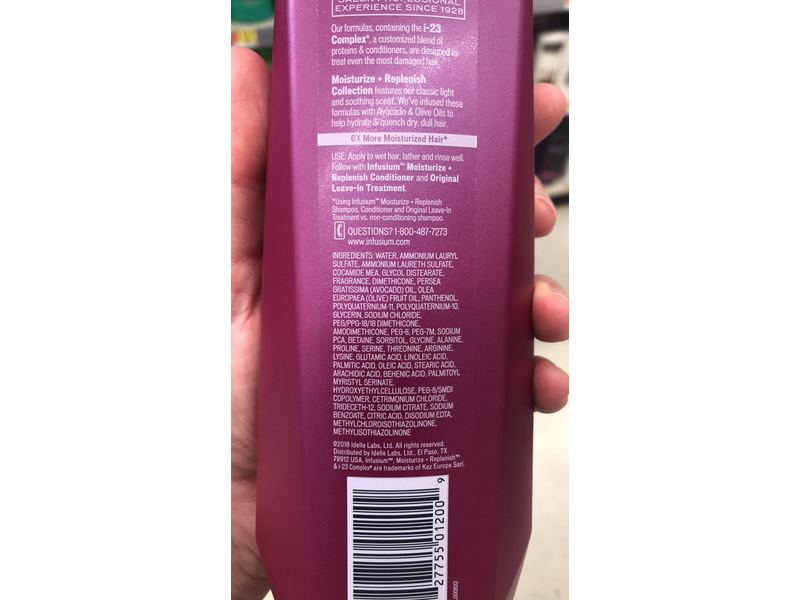 SALON PROFESSIONAL
EXPERIENCE SINCE 1928
Our formulas, containing the i-23
Complex*, a customized blend of
proteins & conditioners, are designed to
treat even the most damaged hair.
Moisturize + Replenish
Collection features our classic light
and soothing scent. We've infused these
formulas with Avocado & Olive Oils to
help hydrate & quench dry, dull hair.
6X More Moisturized Hair*
USE: Apply to wet hair, lather and rinse well.
Follow with Infusium™ Moisturize +
Replenish Conditioner and Original
Leave-in Treatment.
*Using Infusium™ Moisturize + Replenish
Shampoo, Conditioner and Original Leave-In
Treatment vs. non-conditioning shampoo.
QUESTIONS? 1-800-487-7273
www.infusium.com
INGREDIENTS: WATER, AMMONIUM LAURYL
SULFATE, AMMONIUM LAURETH SULFATE,
COCAMIDE MEA, GLYCOL DISTEARATE,
FRAGRANCE, DIMETHICONE, PERSEA
GRATISSIMA (AVOCADO) OIL, OLEA
EUROPAEA (OLIVE) FRUIT OIL, PANTHENOL,
POLYQUATERNIUM-11, POLYQUATERNIUM-10,
GLYCERIN, SODIUM CHLORIDE,
PEG/PPG-18/18 DIMETHICONE,
AMODIMETHICONE, PEG-8, PEG-7M, SODIUM
PCA, BETAINE, SORBITOL, GLYCINE, ALANINE,
PROLINE, SERINE, THREONINE, ARGININE,
LYSINE, GLUTAMIC ACID, LINOLEIC ACID,
PALMITIC ACID, OLEIC ACID, STEARIC ACID,
ARACHIDIC ACID, BEHENIC ACID, PALMITOYL
MYRISTYL SERINATE,
HYDROXYETHYLCELLULOSE, PEG-8/SMDI
COPOLYMER, CETRIMONIUM CHLORIDE,
TRIDECETH-12, SODIUM CITRATE, SODIUM
BENZOATE, CITRIC ACID, DISODIUM EDTA,
METHYLCHLOROISOTHIAZOLINONE,
METHYLISOTHIAZOLINONE
©2018 Idelle Labs, Ltd. All rights reserved.
Distributed by Idelle Labs, Ltd., El Paso, TX
79912 USA. Infusium™, Moisturize + Replenish™
& i-23 Complex® are trademarks of Kaz Europe Sàrl.
27755 01200 9